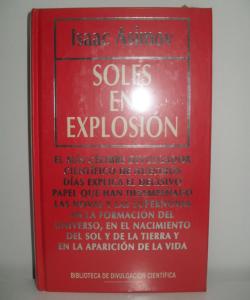 Isaac Asimov
SOLES
EN
EXPLOSIÓN
EL MÁS CÉLEBRE DIVULGADOR
CIENTÍFICO DE NUESTROS
DÍAS EXPLICA EL DECISIVO
PAPEL QUE HAN DESEMPEÑADO
LAS NOVAS Y LAS SUPERNOVAS
EN LA FORMACIÓN DEL
UNIVERSO, EN EL NACIMIENTO
DEL SOL Y DE LA TIERRA Y
EN LA APARICIÓN DE LA VIDA
BIBLIOTECA DE DIVULGACIÓN CIENTÍFICA